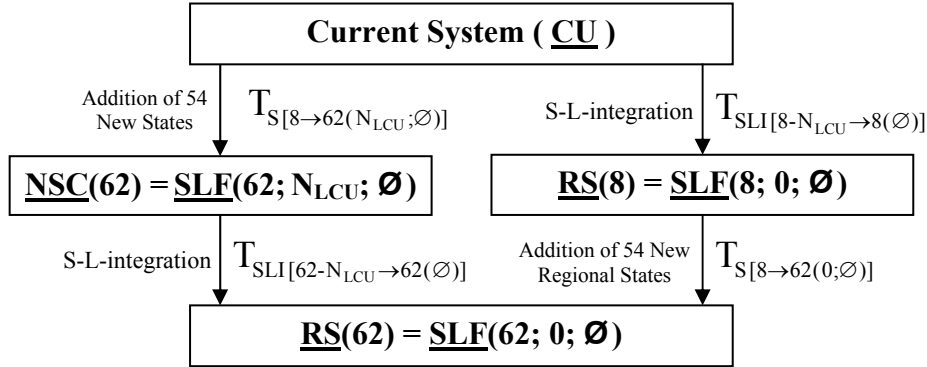 Current System ( CU )
Addition of 54
New States
T S[8→62(N LCU ;∅)]
S-L-integration
T SLI[8-N LCU →8(∅)]
NSC(62) = SLF(62; N LCU; Ø)
RS(8) = SLF(8; 0; Ø)
S-L-integration
T SLI[62-N LCU →62(∅)]
Addition of 54 New
Regional States
T S[8→62(0;∅)]
RS(62) = SLF(62; 0; Ø)